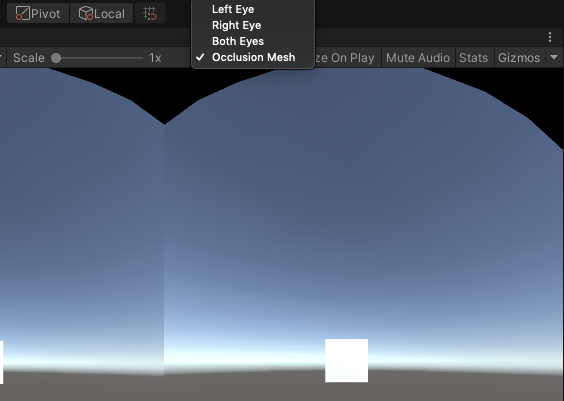 Pivot Local
Left Eye
Right Eye
Both Eyes
Occlusion Mesh
Scale 1x ze On Play Mute Audio Stats Gizmos